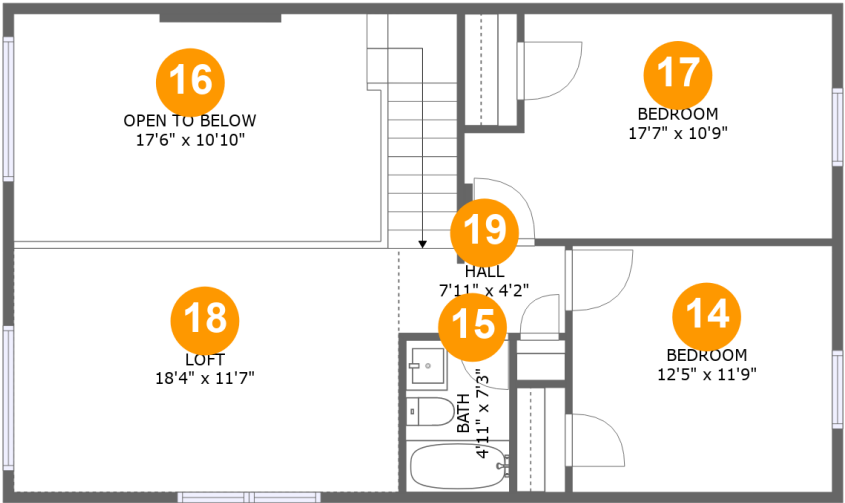 16
OPEN TO BELOW
17'6" x 10'10"
17
BEDROOM
17'7" x 10'9"
19
HALL
7'11" x 4'2"
18
LOFT
18'4" x 11'7"
15
BATH
4'11" x 7'3"
14
BEDROOM
12'5" x 11'9"